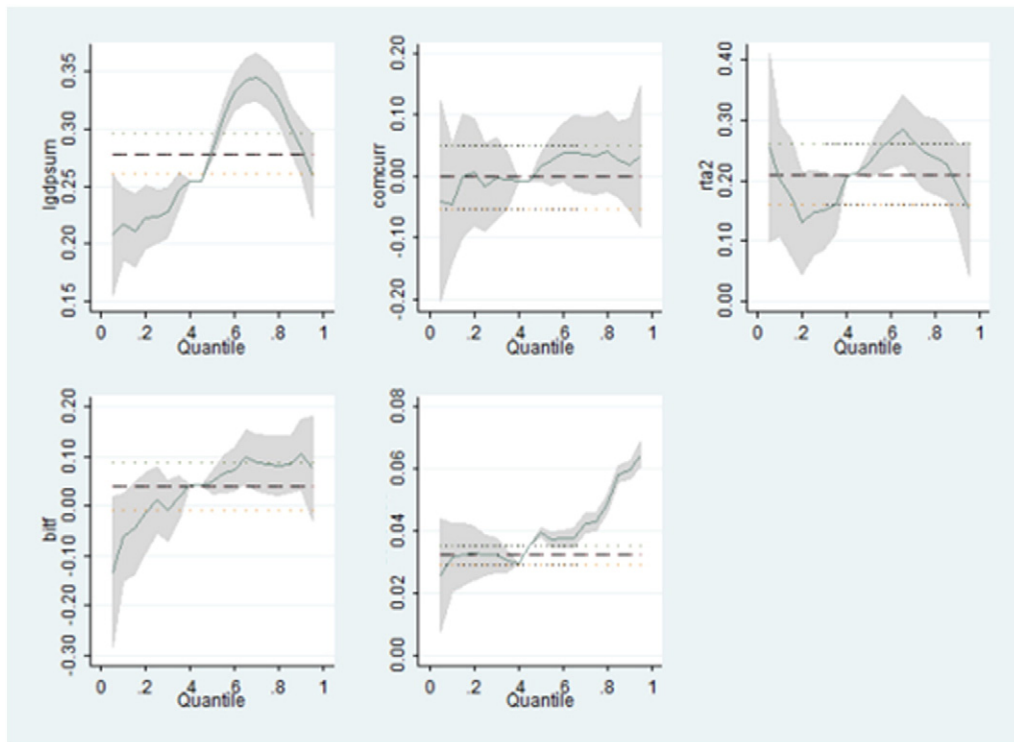 lgdpsum
0.35
0.30
0.25
0.20
0.15
0 .2 .4 .6 .8 1
Quantile
comcurr
0.20
0.10
0.00
-0.10
-0.20
0 .2 .4 .6 .8 1
Quantile
rta2
0.40
0.30
0.20
0.10
0.00
0 .2 .4 .6 .8 1
Quantile
bitf
0.20
0.10
0.00
-0.10
-0.20
-0.30
0 .2 .4 .6 .8 1
Quantile
0.08
0.06
0.04
0.02
0.00
0 .2 .4 .6 .8 1
Quantile